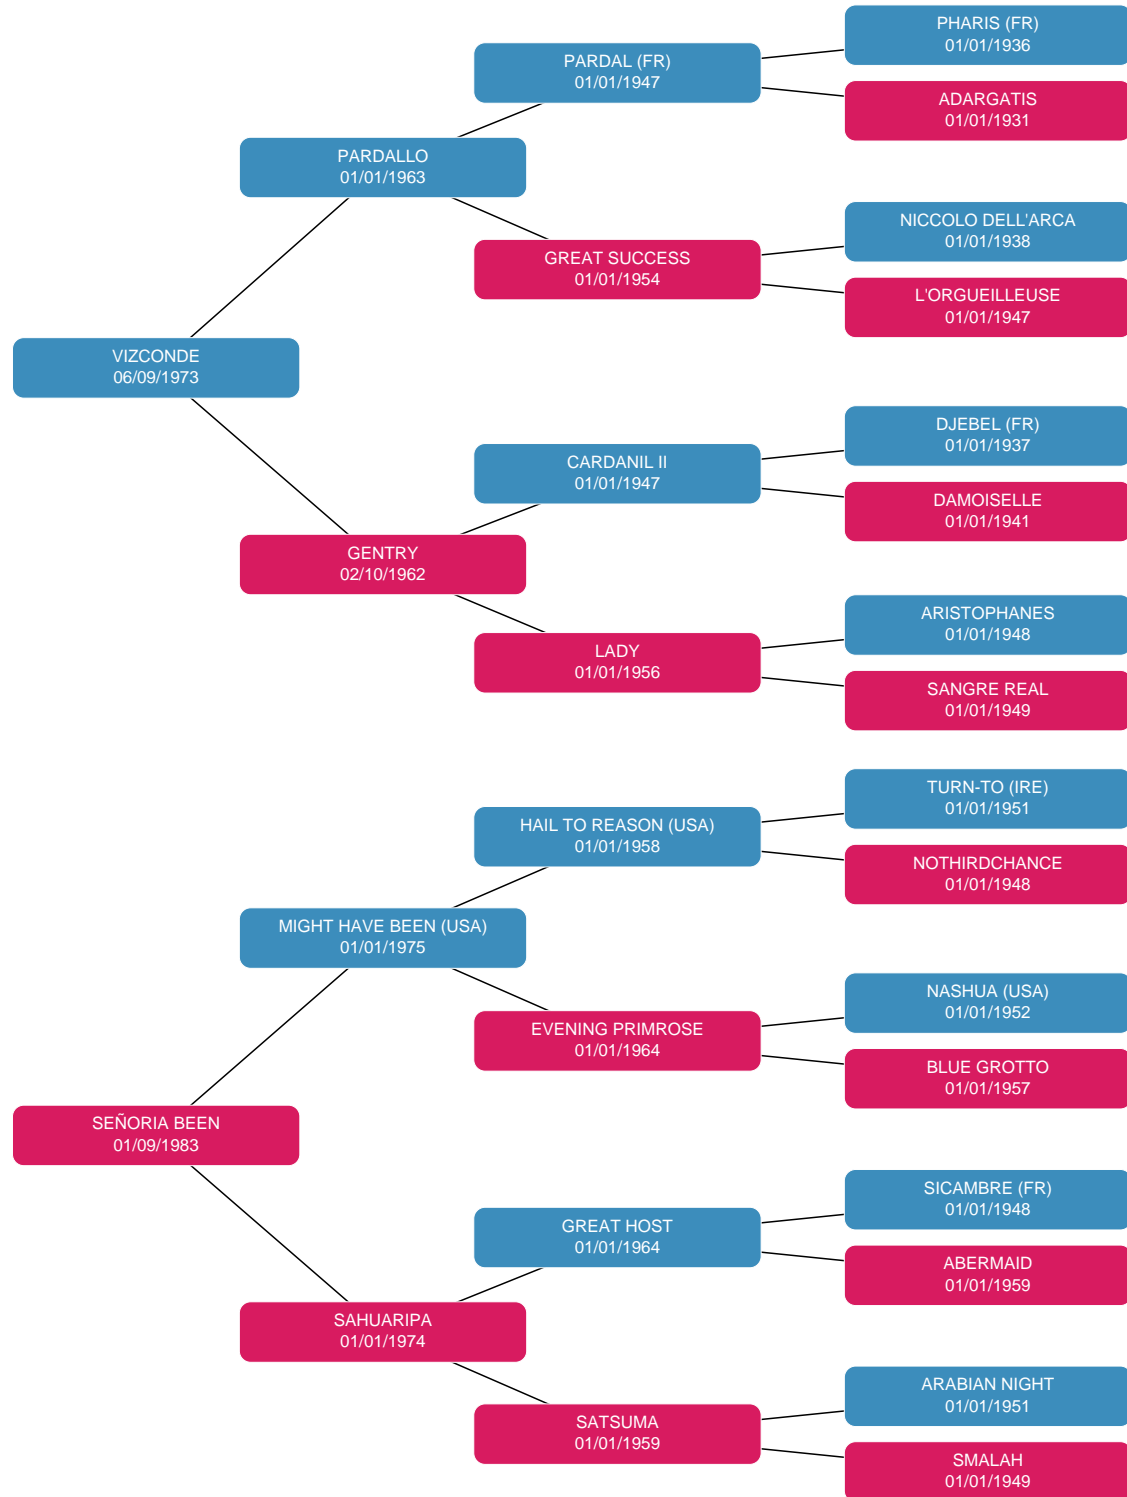 PHARIS (FR)
01/01/1936
PARDAL (FR)
01/01/1947
ADARGATIS
01/01/1931
PARDALLO
01/01/1963
NICCOLO DELL'ARCA
01/01/1938
GREAT SUCCESS
01/01/1954
L'ORGUEILLEUSE
01/01/1947
VIZCONDE
06/09/1973
DJEBEL (FR)
01/01/1937
CARDANIL II
01/01/1947
DAMOISELLE
01/01/1941
GENTRY
02/10/1962
ARISTOPHANES
01/01/1948
LADY
01/01/1956
SANGRE REAL
01/01/1949
TURN-TO (IRE)
01/01/1951
HAIL TO REASON (USA)
01/01/1958
NOTHIRDCHANCE
01/01/1948
MIGHT HAVE BEEN (USA)
01/01/1975
NASHUA (USA)
01/01/1952
EVENING PRIMROSE
01/01/1964
BLUE GROTTO
01/01/1957
SEÑORIA BEEN
01/09/1983
SICAMBRE (FR)
01/01/1948
GREAT HOST
01/01/1964
ABERMAID
01/01/1959
SAHUARIPA
01/01/1974
ARABIAN NIGHT
01/01/1951
SATSUMA
01/01/1959
SMALAH
01/01/1949